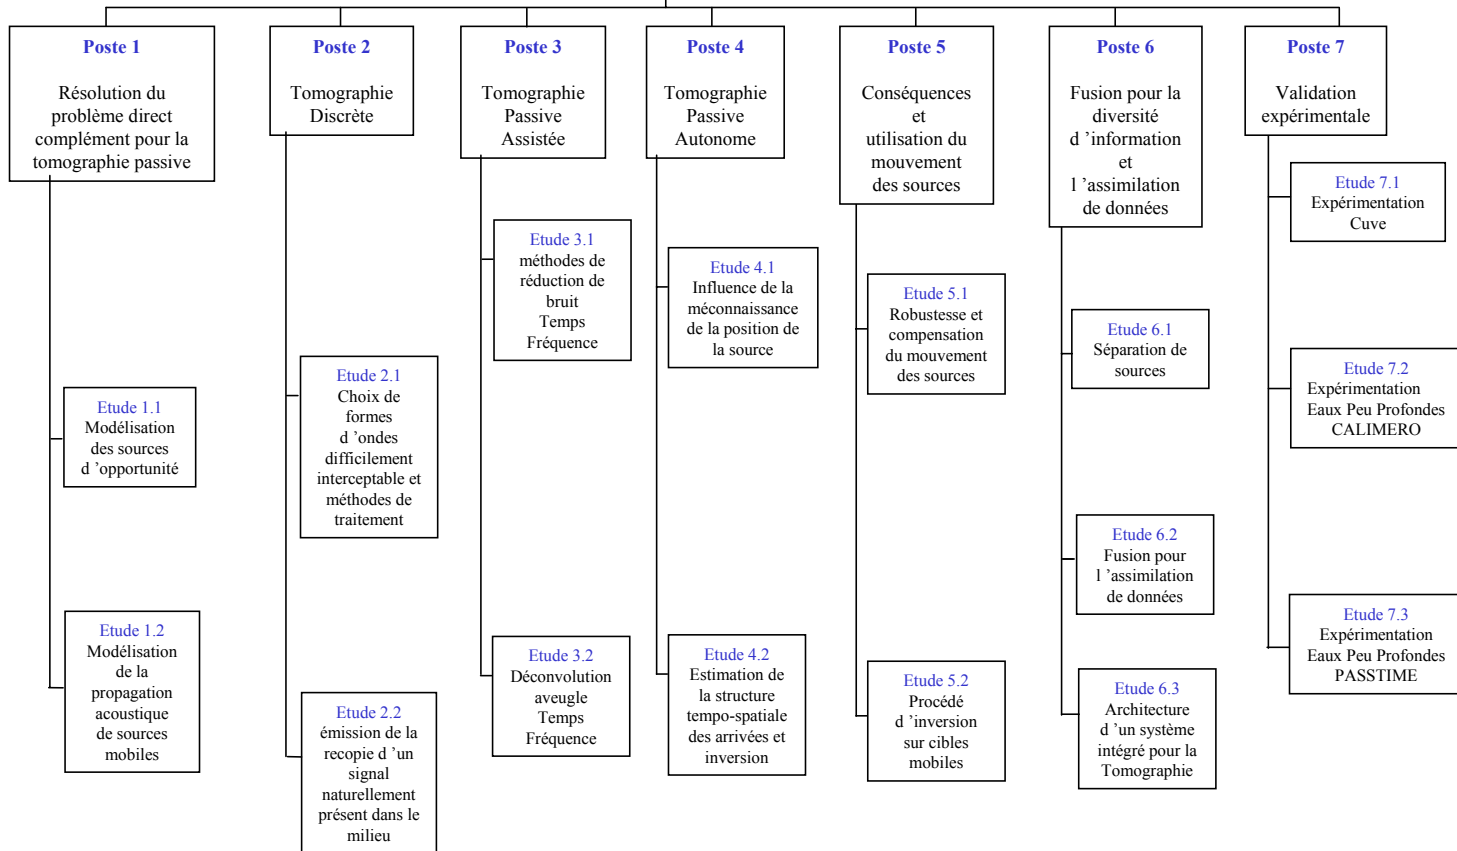 Poste 1
Résolution du
problème direct
complément pour la
tomographie passive
Etude 1.1
Modélisation
des sources
d ’opportunité
Etude 1.2
Modélisation
de la
propagation
acoustique
de sources
mobiles
Poste 2
Tomographie
Discrète
Etude 2.1
Choix de
formes
d ’ondes
difficilement
interceptable et
méthodes de
traitement
Etude 2.2
émission de la
recopie d ’un
signal
naturellement
présent dans le
milieu
Poste 3
Tomographie
Passive
Assistée
Etude 3.1
méthodes de
réduction de
bruit
Temps
Fréquence
Etude 3.2
Déconvolution
aveugle
Temps
Fréquence
Poste 4
Tomographie
Passive
Autonome
Etude 4.1
Influence de la
méconnaissance
de la position de
la source
Etude 4.2
Estimation de
la structure
tempo-spatiale
des arrivées et
inversion
Poste 5
Conséquences
et
utilisation du
mouvement
des sources
Etude 5.1
Robustesse et
compensation
du mouvement
des sources
Etude 5.2
Procédé
d ’inversion
sur cibles
mobiles
Poste 6
Fusion pour la
diversité
d ’information
et
l ’assimilation
de données
Etude 6.1
Séparation de
sources
Etude 6.2
Fusion pour
l ’assimilation
de données
Etude 6.3
Architecture
d ’un système
intégré pour la
Tomographie
Poste 7
Validation
expérimentale
Etude 7.1
Expérimentation
Cuve
Etude 7.2
Expérimentation
Eaux Peu Profondes
CALIMERO
Etude 7.3
Expérimentation
Eaux Peu Profondes
PASSTIME